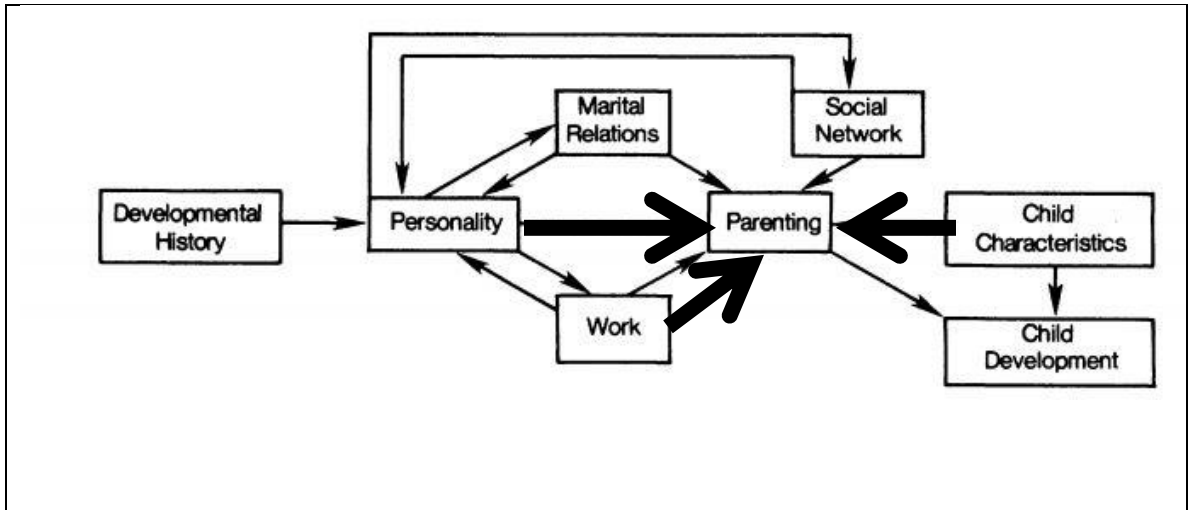 Marital
Relations
Social
Network
Developmental
History
Personality
Parenting
Child
Characteristics
Work
Child
Development